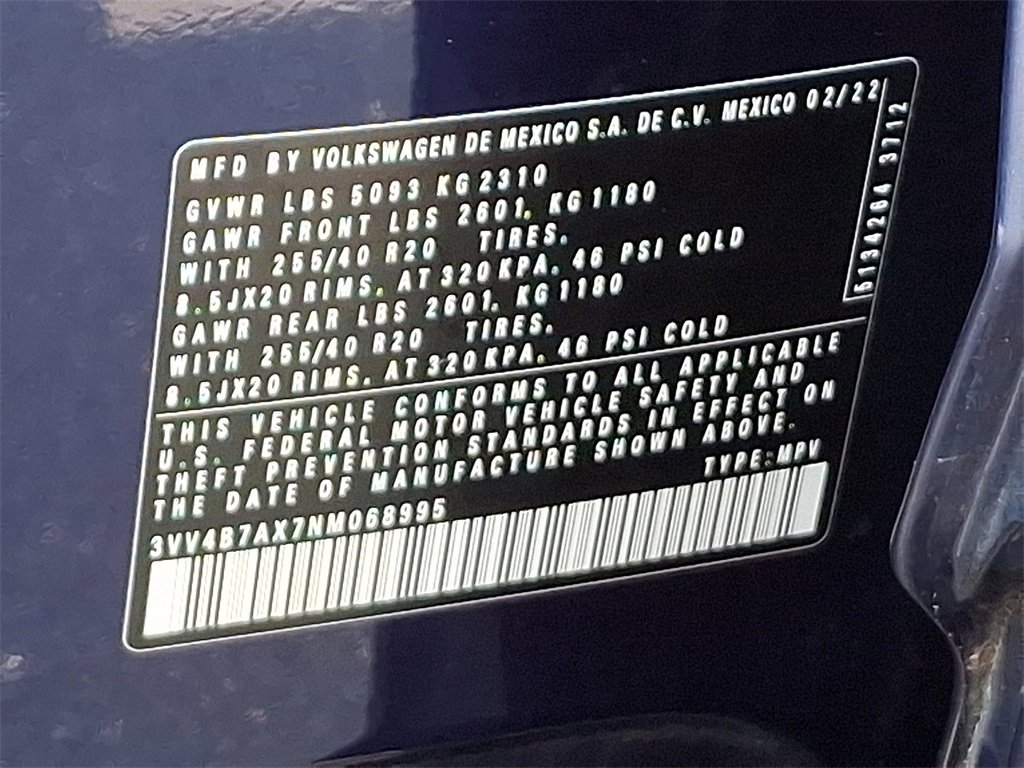 MFD BY VOLKSWAGEN DE MEXICO S.A. DE C.V. MEXICO 02/22
GVWR LBS 5093 KG 2310
GAWR FRONT LBS 2601. KG 1180
WITH 255/40 R20 TIRES.
8.5JX20 RIMS. AT 320 KPA. 46 PSI COLD
GAWR REAR LBS 2601. KG 1180
WITH 255/40 R20 TIRES.
8.5JX20 RIMS. AT 320 KPA. 46 PSI COLD
THIS VEHICLE CONFORMS TO ALL APPLICABLE
U.S. FEDERAL MOTOR VEHICLE SAFETY AND
THEFT PREVENTION STANDARDS IN EFFECT ON
THE DATE OF MANUFACTURE SHOWN ABOVE.
TYPE: MPV
3VV4B7AX7NM068995
5134284 3712